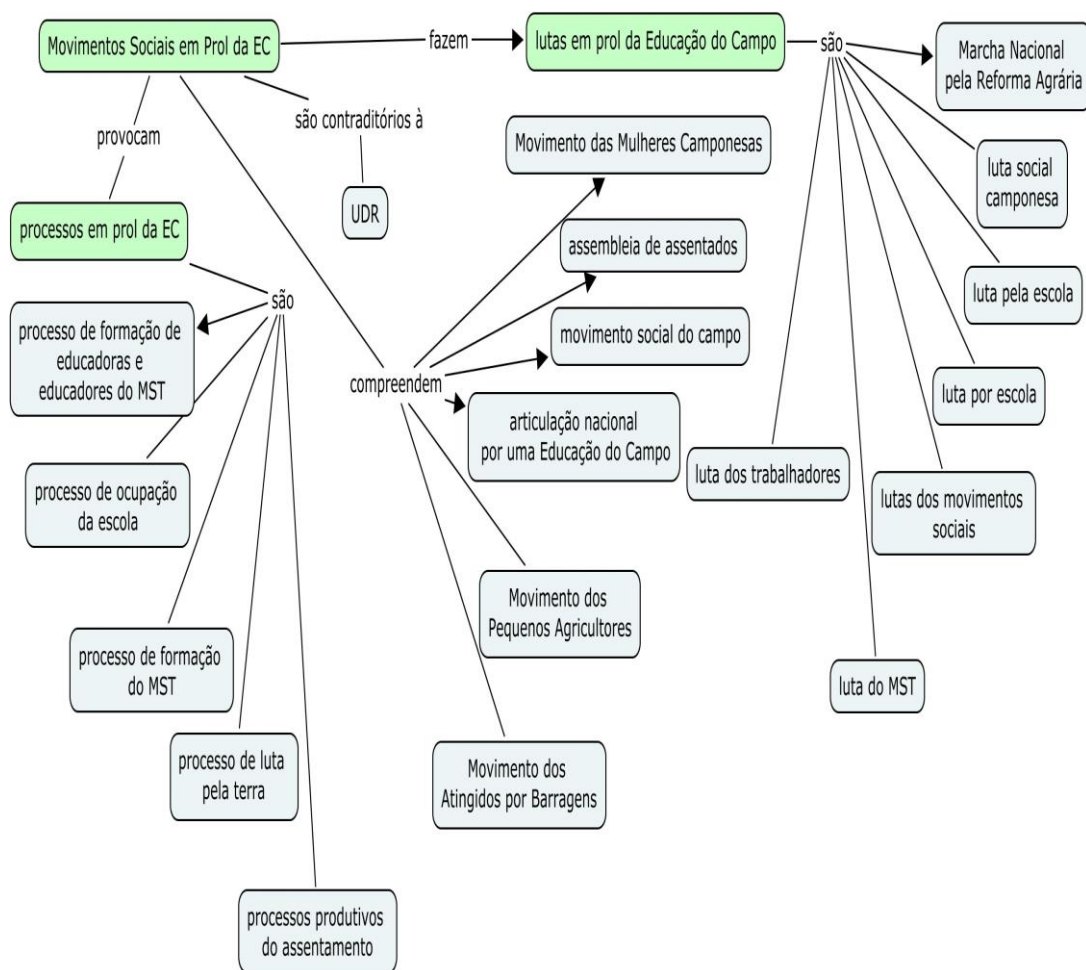 Movimentos Sociais em Prol da EC
fazem
lutas em prol da Educação do Campo
são
Marcha Nacional
pela Reforma Agrária
provocam
são contraditórios à
UDR
Movimento das Mulheres Camponesas
luta social
camponesa
processos em prol da EC
assembleia de assentados
luta pela escola
são
processo de formação de
educadoras e
educadores do MST
movimento social do campo
compreendem
luta por escola
articulação nacional
por uma Educação do Campo
luta dos trabalhadores
lutas dos movimentos
sociais
processo de ocupação
da escola
Movimento dos
Pequenos Agricultores
processo de formação
do MST
luta do MST
processo de luta
pela terra
Movimento dos
Atingidos por Barragens
processos produtivos
do assentamento